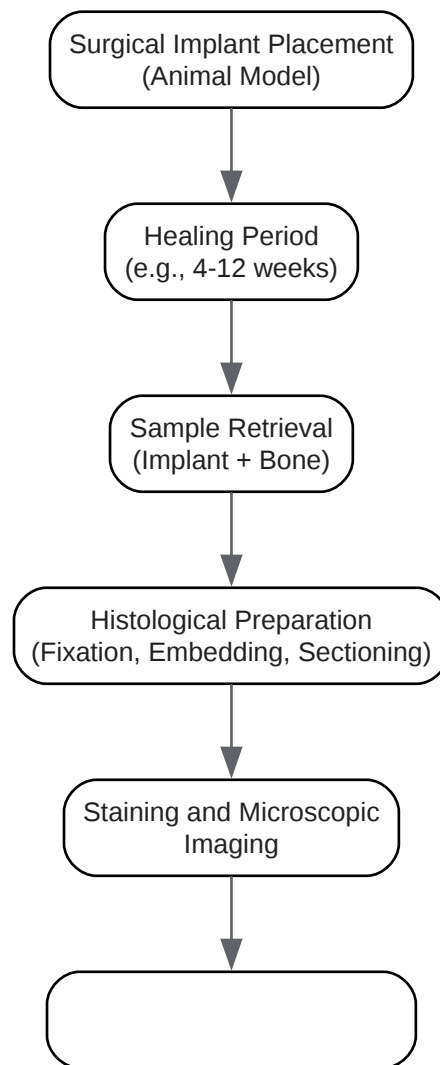 Surgical Implant Placement
(Animal Model)
Healing Period
(e.g., 4-12 weeks)
Sample Retrieval
(Implant + Bone)
Histological Preparation
(Fixation, Embedding, Sectioning)
Staining and Microscopic
Imaging